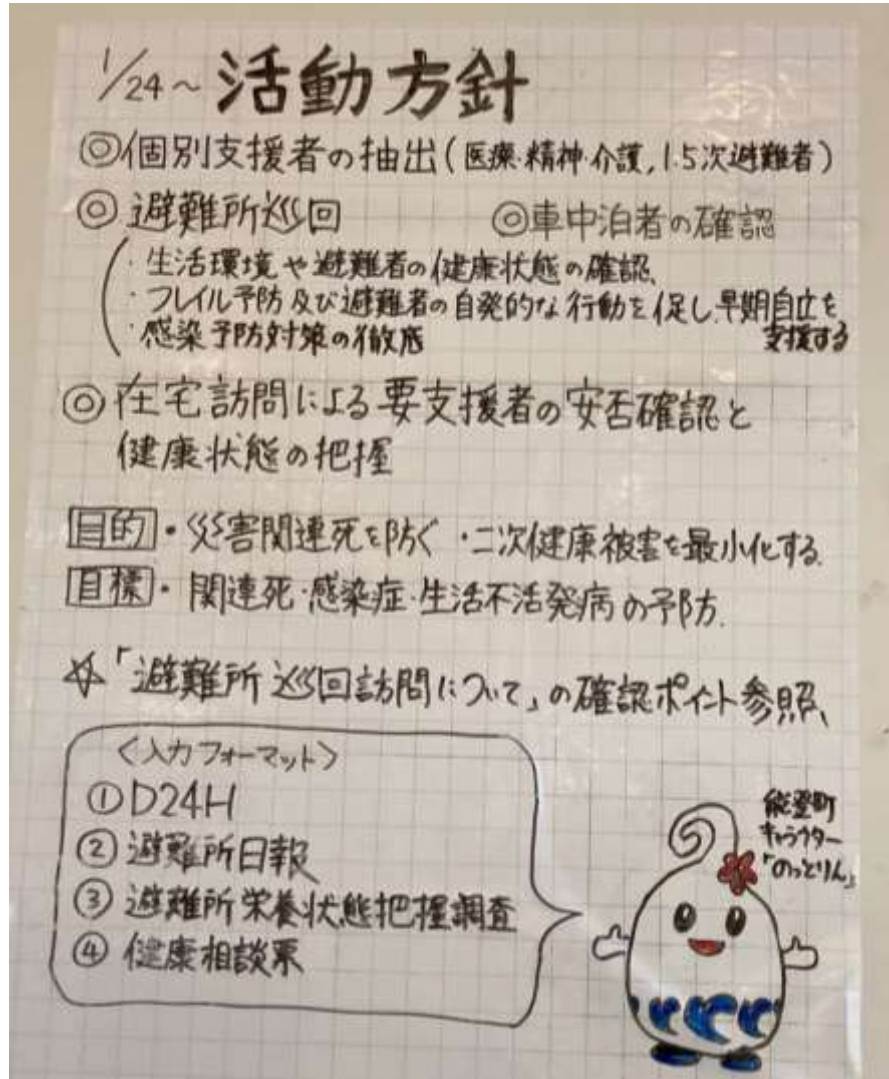 1/24~ 活動方針
◎個別支援者の抽出(医療・精神・介護,1.5次避難者)
◎避難所巡回 ◎車中泊者の確認
・生活環境や避難者の健康状態の確認、
・フレイル予防及び避難者の自発的な行動を促し、早期自立を
支援する
・感染予防対策の徹底
◎在宅訪問による要支援者の安否確認と
健康状態の把握
目的・災害関連死を防ぐ ・二次健康被害を最小化する.
目標・関連死・感染症・生活不活発病の予防.
☆「避難所巡回訪問について」の確認ポイント参照、
<入力フォーマット>
①D24H
②避難所日報
③避難所栄養状態把握調査
④健康相談票
能登町
キャラクター
「のっとりん」